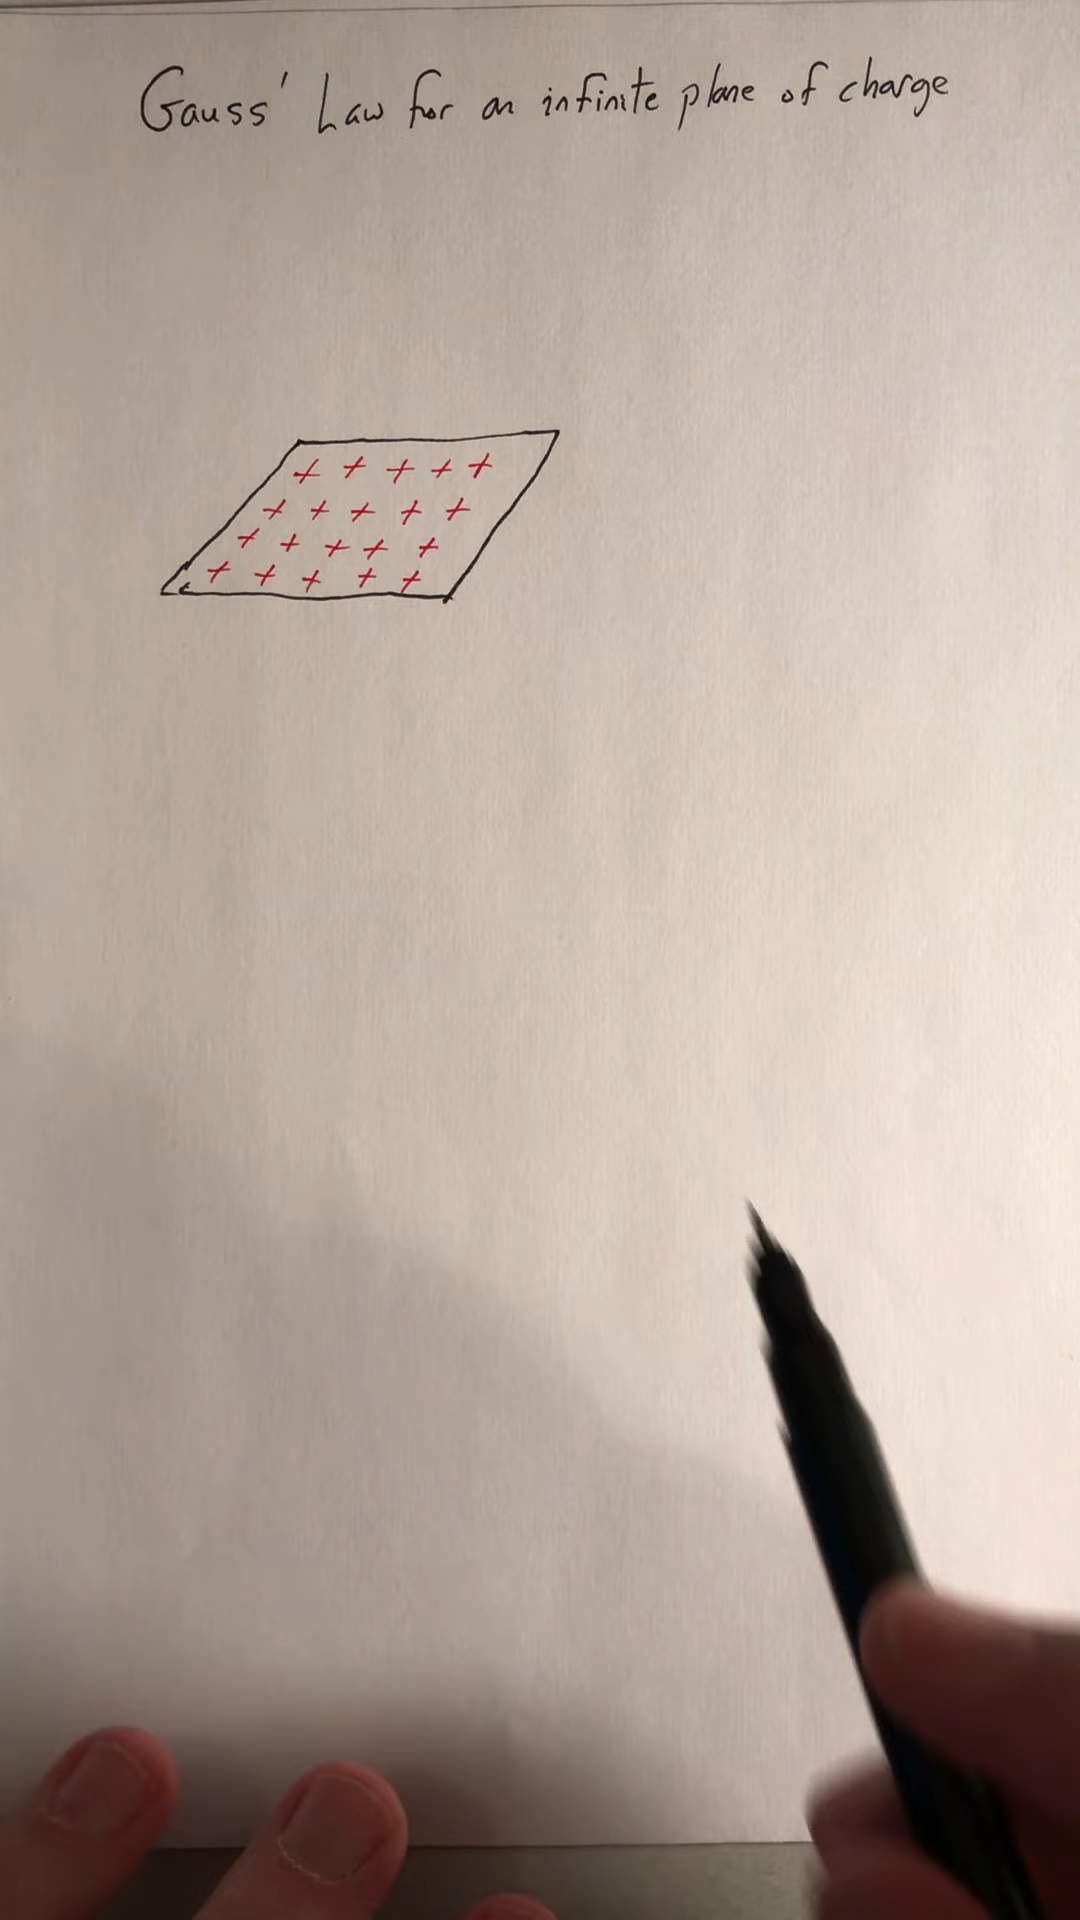 Gauss' Law for an infinite plane of charge
+ + + + +
+ + + + +
+ + + + +
+ + + + +